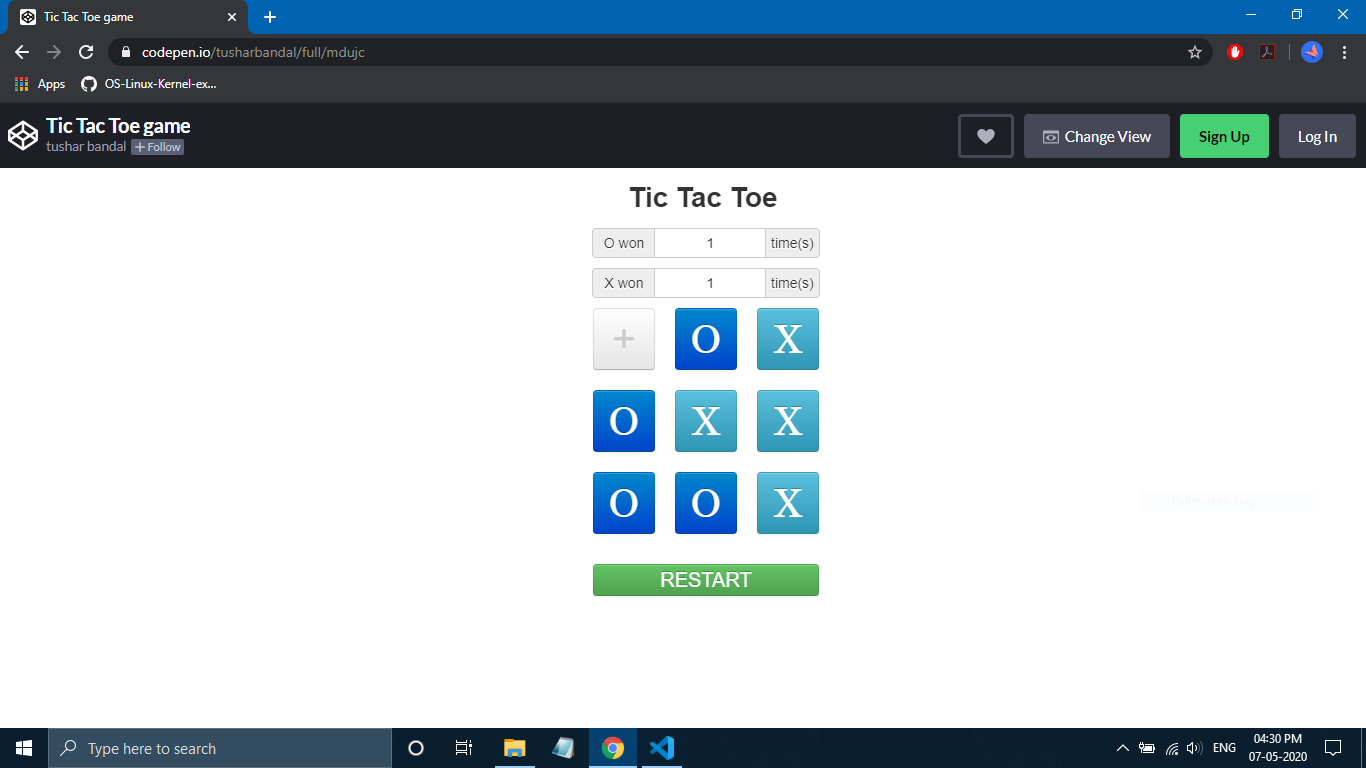 Tic Tac Toe game
codepen.io/tusharbandal/full/mdujc
Apps OS-Linux-Kernel-ex...
Tic Tac Toe game
tushar bandal + Follow
Change View Sign Up Log In
Tic Tac Toe
O won 1 time(s)
X won 1 time(s)
+ O X
O X X
O O X
RESTART
Full-screen Snip
Type here to search
ENG 04:30 PM
07-05-2020